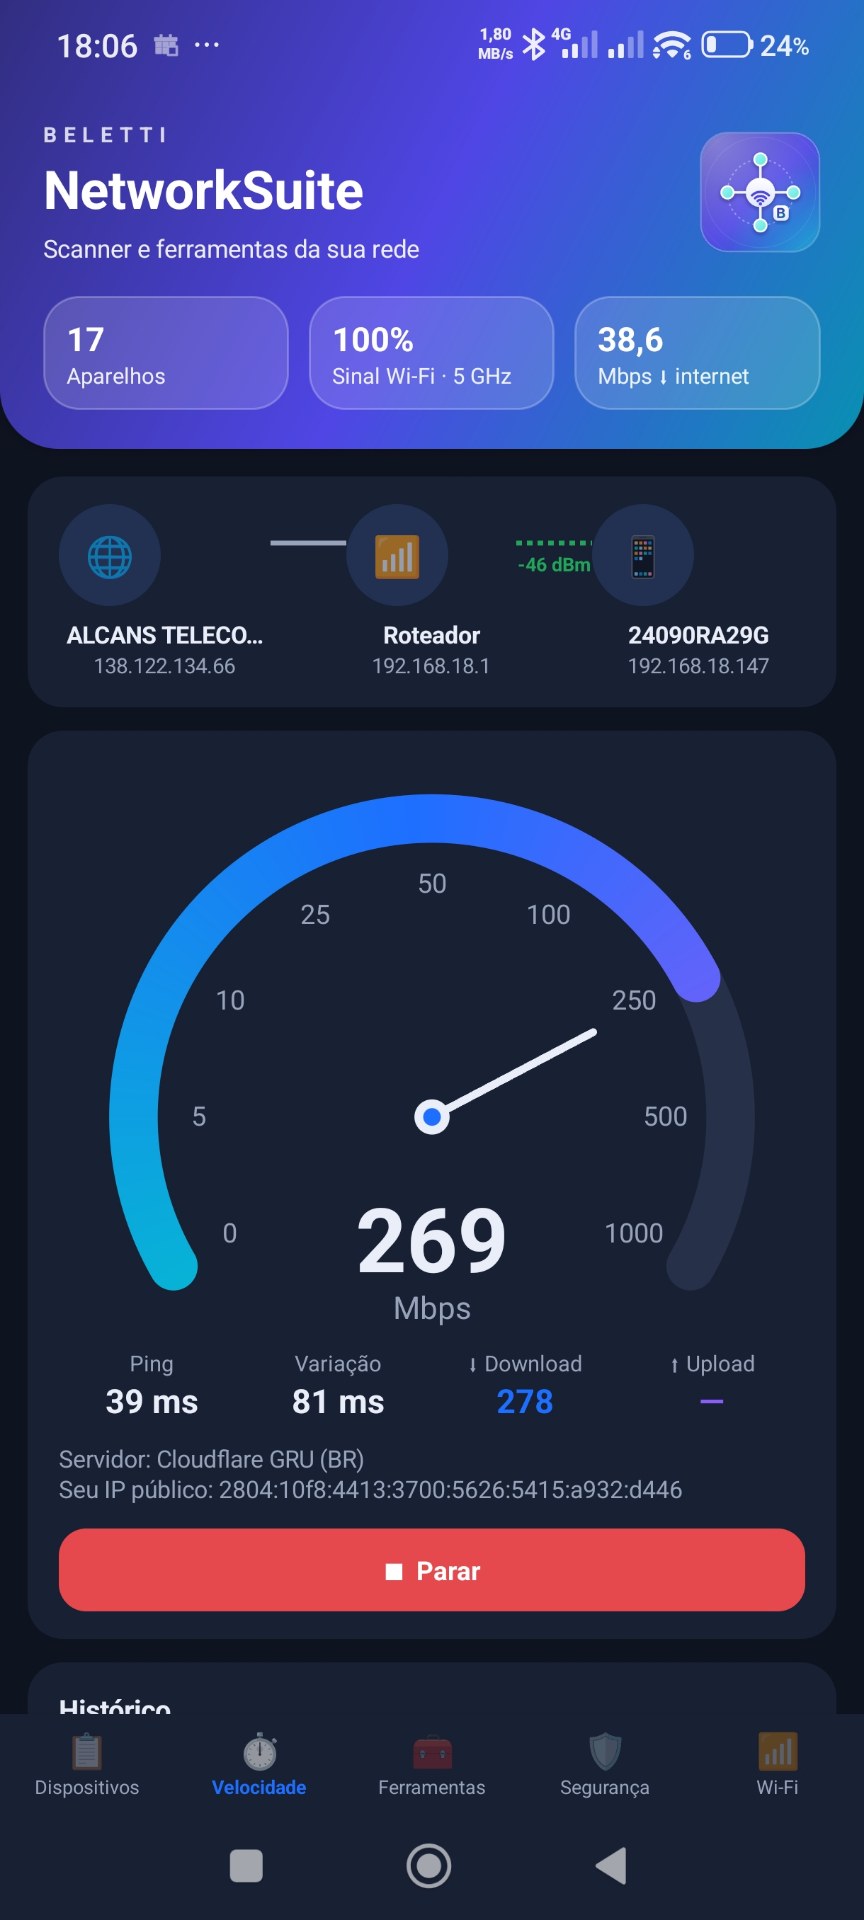 18:06 ... 1,80 MB/s 4G 6 24%
BELETTI
NetworkSuite
Scanner e ferramentas da sua rede
B
17 100% 38,6
Aparelhos Sinal Wi-Fi · 5 GHz Mbps ↓ internet
-46 dBm
ALCANS TELECO... Roteador 24090RA29G
138.122.134.66 192.168.18.1 192.168.18.147
50
25 100
10 250
5 500
0 1000
269
Mbps
Ping Variação ↓ Download ↑ Upload
39 ms 81 ms 278 —
Servidor: Cloudflare GRU (BR)
Seu IP público: 2804:10f8:4413:3700:5626:5415:a932:d446
Parar
Histórico
Dispositivos Velocidade Ferramentas Segurança Wi-Fi